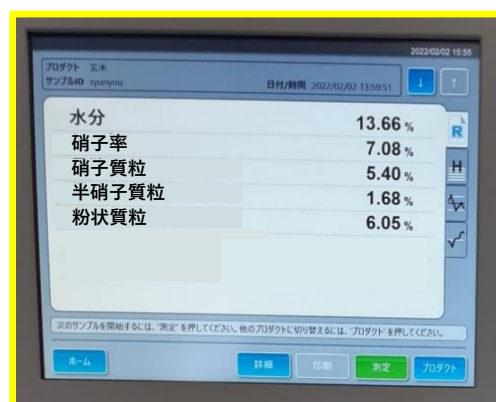 2022/02/02 15:55
プロダクト 玄米
サンプルID syunyou
日付/時間 2022/02/02 13:59:51
↓ ↑
水分 13.66 %
硝子率 7.08 %
硝子質粒 5.40 %
半硝子質粒 1.68 %
粉状質粒 6.05 %
R
H
次のサンプルを開始するには、'測定' を押してください。他のプロダクトに切り替えるには、'プロダクト' を押してください。
ホーム 詳細 印刷 測定 プロダクト